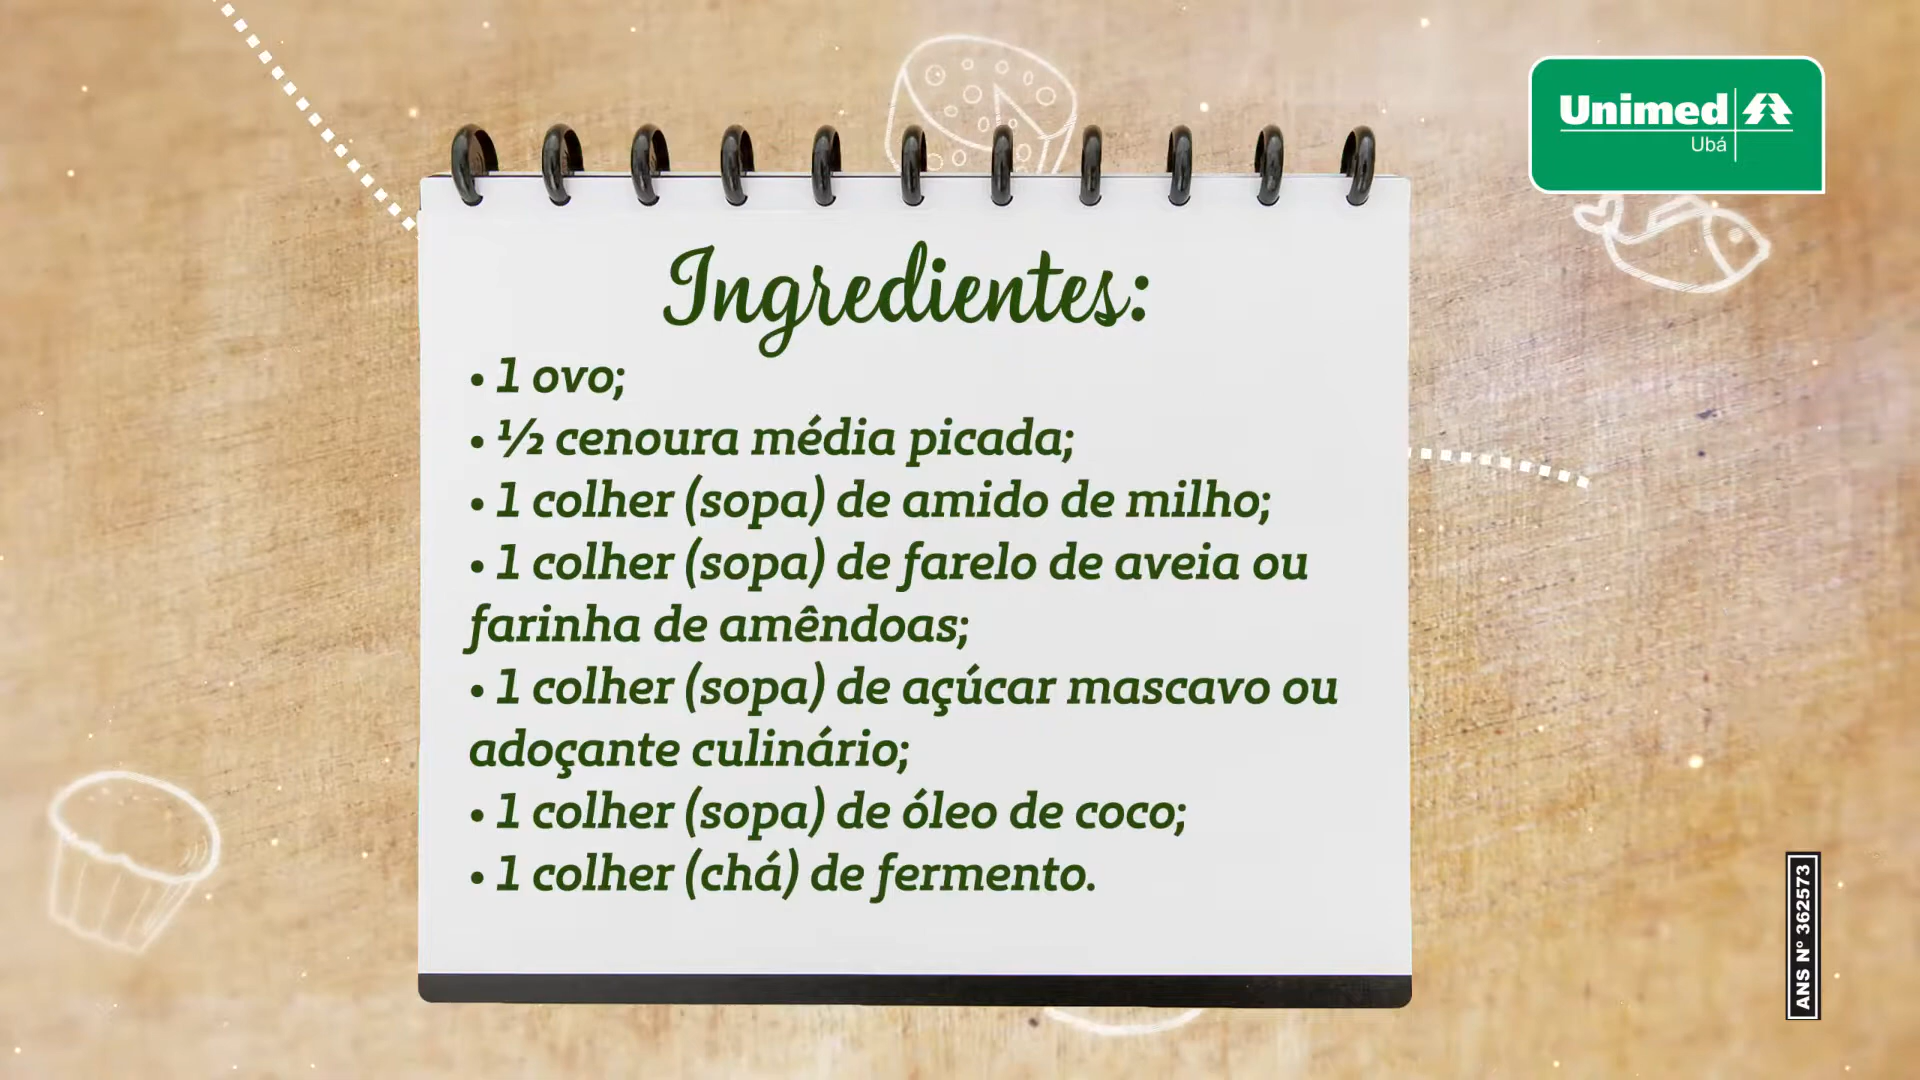 Unimed
Ubá
Ingredientes:
• 1 ovo;
• ½ cenoura média picada;
• 1 colher (sopa) de amido de milho;
• 1 colher (sopa) de farelo de aveia ou
farinha de amêndoas;
• 1 colher (sopa) de açúcar mascavo ou
adoçante culinário;
• 1 colher (sopa) de óleo de coco;
• 1 colher (chá) de fermento.
ANS Nº 362573